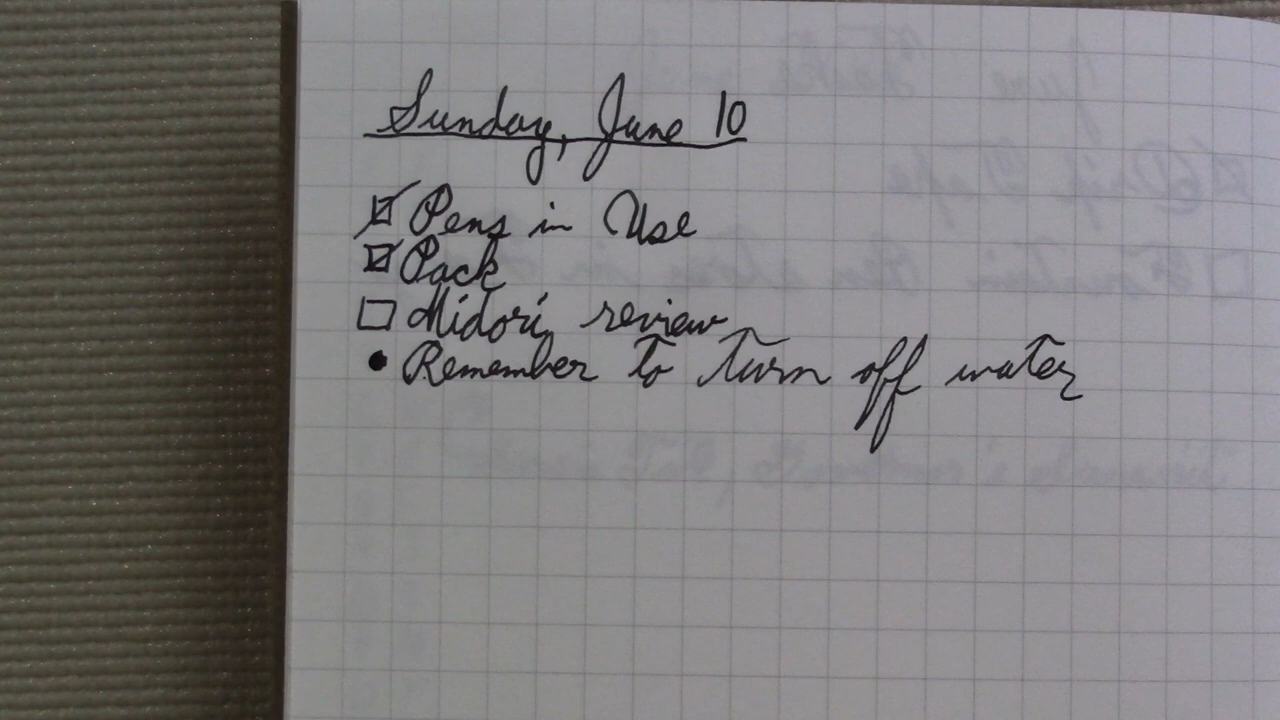 Sunday, June 10
☑ Pens in Use
☑ Pack
☐ Midori review
• Remember to turn off water